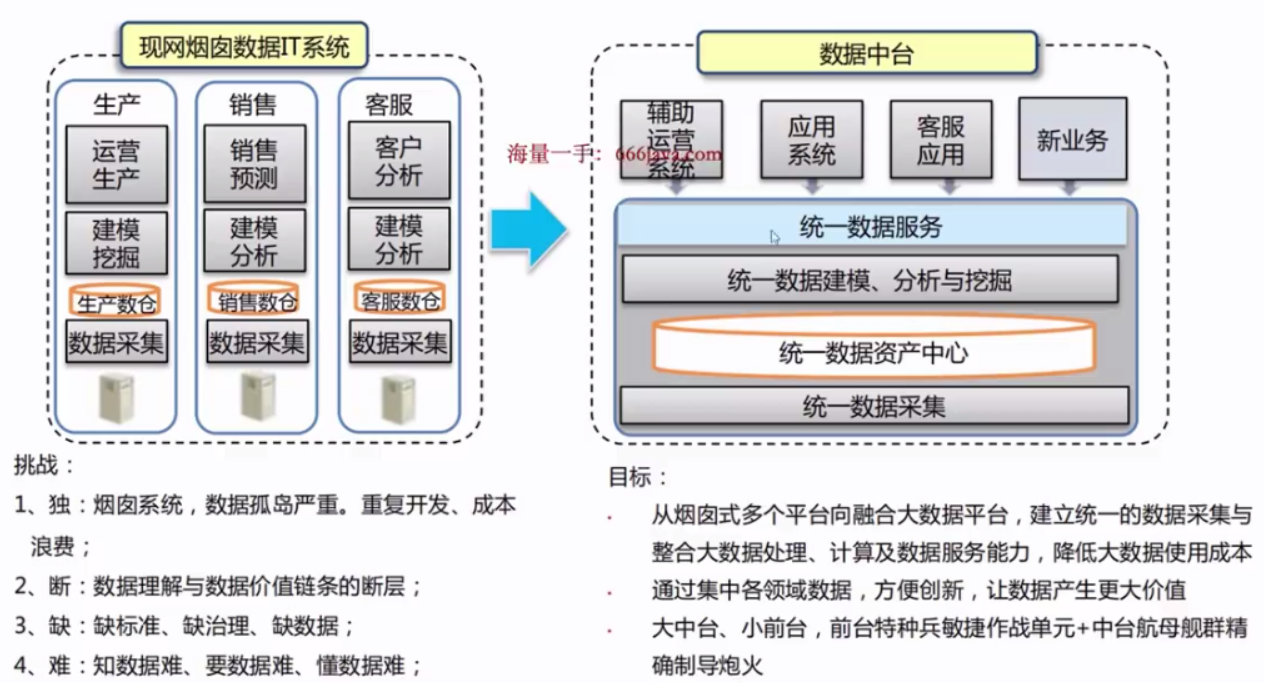 现网烟囱数据IT系统
生产
运营
生产
建模
挖掘
生产数仓
数据采集
销售
销售
预测
建模
分析
销售数仓
数据采集
客服
客户
分析
建模
分析
客服数仓
数据采集
数据中台
辅助
运营
系统
应用
系统
客服
应用
新业务
海量一手：666java.com
统一数据服务
统一数据建模、分析与挖掘
统一数据资产中心
统一数据采集
挑战：
1、独：烟囱系统，数据孤岛严重。重复开发、成本
浪费；
2、断：数据理解与数据价值链条的断层；
3、缺：缺标准、缺治理、缺数据；
4、难：知数据难、要数据难、懂数据难；
目标：
· 从烟囱式多个平台向融合大数据平台，建立统一的数据采集与
整合大数据处理、计算及数据服务能力，降低大数据使用成本
· 通过集中各领域数据，方便创新，让数据产生更大价值
· 大中台、小前台，前台特种兵敏捷作战单元+中台航母舰群精
确制导炮火